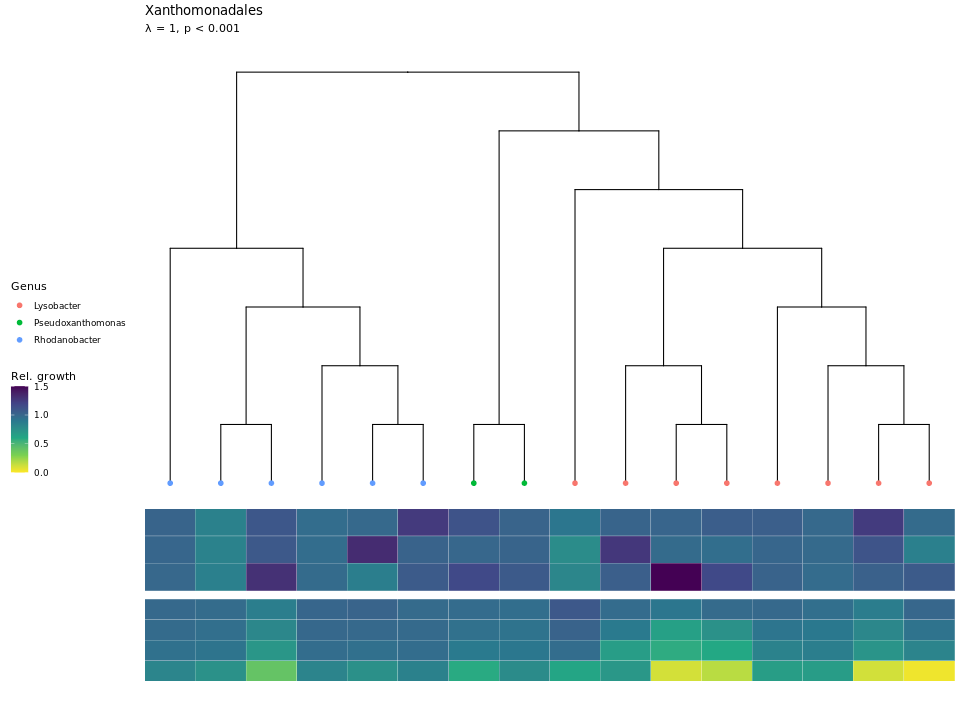 Xanthomonadales
λ = 1, p < 0.001
Genus
Lysobacter
Pseudoxanthomonas
Rhodanobacter
Rel. growth
1.5
1.0
0.5
0.0